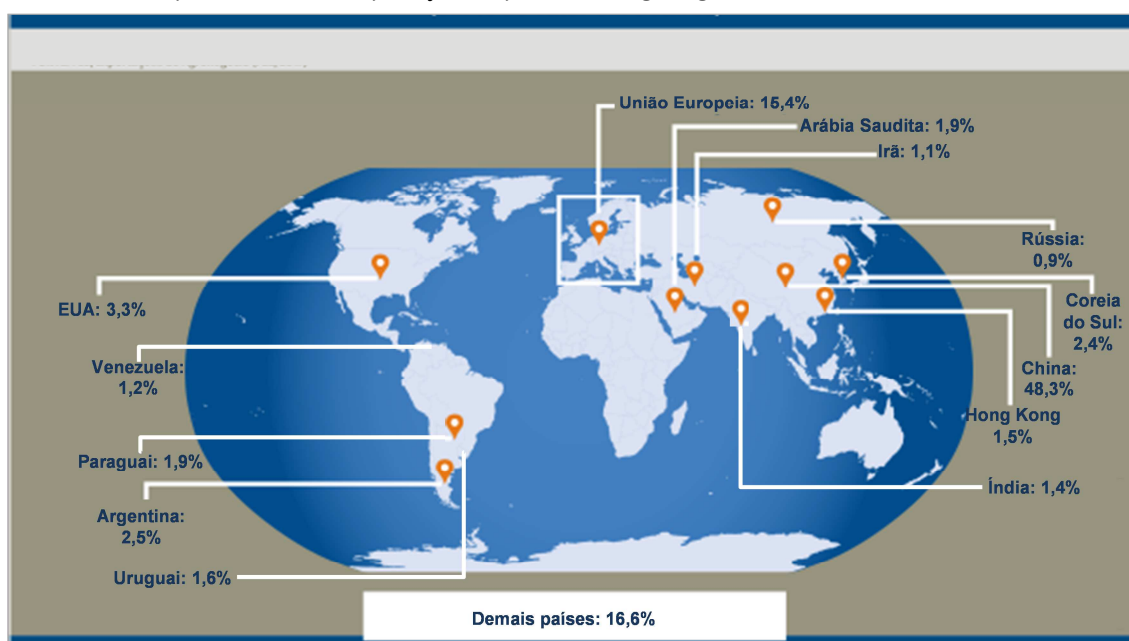 União Europeia: 15,4%
Arábia Saudita: 1,9%
Irã: 1,1%
Rússia:
0,9%
EUA: 3,3%
Coreia
do Sul:
2,4%
Venezuela:
1,2%
China:
48,3%
Hong Kong
1,5%
Paraguai: 1,9%
Índia: 1,4%
Argentina:
2,5%
Uruguai: 1,6%
Demais países: 16,6%